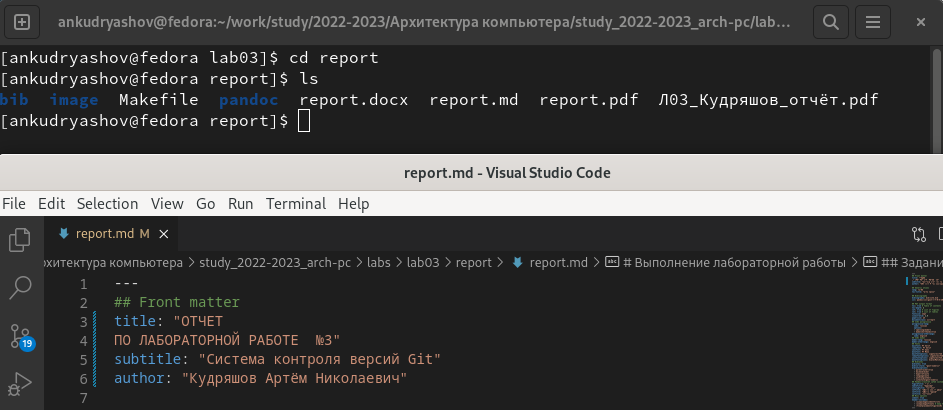 ankudryashov@fedora:~/work/study/2022-2023/Архитектура компьютера/study_2022-2023_arch-pc/lab...
[ankudryashov@fedora lab03]$ cd report
[ankudryashov@fedora report]$ ls
bib image Makefile pandoc report.docx report.md report.pdf Л03_Кудряшов_отчёт.pdf
[ankudryashov@fedora report]$
report.md - Visual Studio Code
File Edit Selection View Go Run Terminal Help
report.md M
рхитектура компьютера > study_2022-2023_arch-pc > labs > lab03 > report > report.md > # Выполнение лабораторной работы > ## Задани
1 ---
2 ## Front matter
3 title: "ОТЧЕТ
4 ПО ЛАБОРАТОРНОЙ РАБОТЕ №3"
5 subtitle: "Система контроля версий Git"
6 author: "Кудряшов Артём Николаевич"
7
19